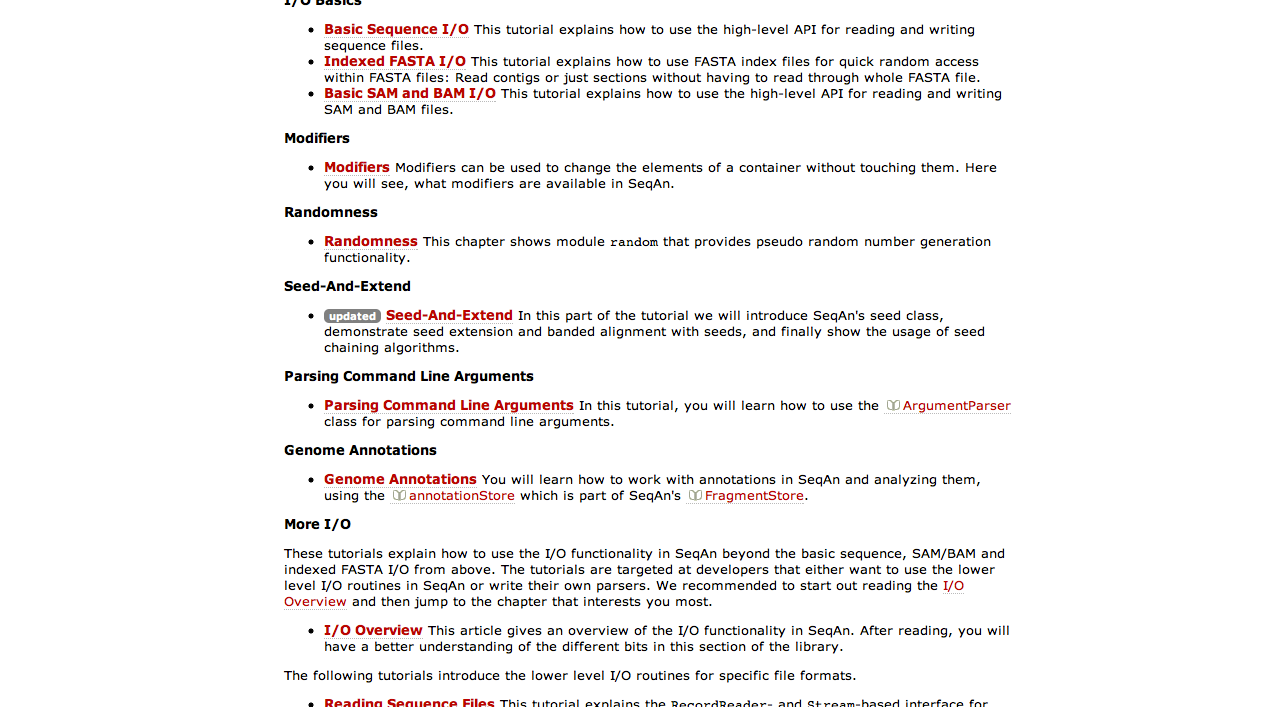 I/O Basics
Basic Sequence I/O This tutorial explains how to use the high-level API for reading and writing
sequence files.
Indexed FASTA I/O This tutorial explains how to use FASTA index files for quick random access
within FASTA files: Read contigs or just sections without having to read through whole FASTA file.
Basic SAM and BAM I/O This tutorial explains how to use the high-level API for reading and writing
SAM and BAM files.
Modifiers
Modifiers Modifiers can be used to change the elements of a container without touching them. Here
you will see, what modifiers are available in SeqAn.
Randomness
Randomness This chapter shows module random that provides pseudo random number generation
functionality.
Seed-And-Extend
updated Seed-And-Extend In this part of the tutorial we will introduce SeqAn's seed class,
demonstrate seed extension and banded alignment with seeds, and finally show the usage of seed
chaining algorithms.
Parsing Command Line Arguments
Parsing Command Line Arguments In this tutorial, you will learn how to use the ArgumentParser
class for parsing command line arguments.
Genome Annotations
Genome Annotations You will learn how to work with annotations in SeqAn and analyzing them,
using the annotationStore which is part of SeqAn's FragmentStore.
More I/O
These tutorials explain how to use the I/O functionality in SeqAn beyond the basic sequence, SAM/BAM and
indexed FASTA I/O from above. The tutorials are targeted at developers that either want to use the lower
level I/O routines in SeqAn or write their own parsers. We recommended to start out reading the I/O
Overview and then jump to the chapter that interests you most.
I/O Overview This article gives an overview of the I/O functionality in SeqAn. After reading, you will
have a better understanding of the different bits in this section of the library.
The following tutorials introduce the lower level I/O routines for specific file formats.
Reading Sequence Files This tutorial explains the RecordReader- and Stream-based interface for